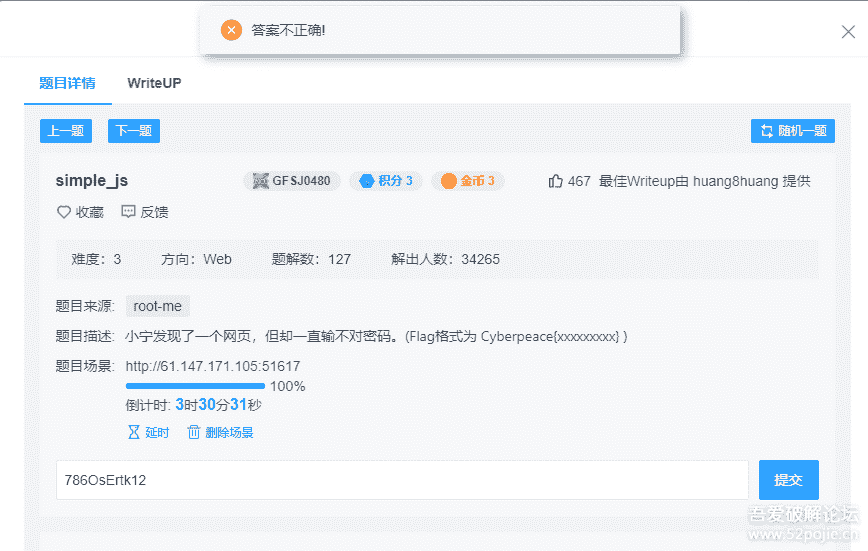 答案不正确!
题目详情 WriteUP
上一题 下一题 随机一题
simple_js GFSJ0480 积分 3 金币 3 467 最佳Writeup由 huang8huang 提供
收藏 反馈
难度：3 方向：Web 题解数：127 解出人数：34265
题目来源: root-me
题目描述: 小宁发现了一个网页，但却一直输不对密码。(Flag格式为 Cyberpeace{xxxxxxxxx} )
题目场景: http://61.147.171.105:51617
100%
倒计时: 3时30分31秒
延时 删除场景
786OsErtk12 提交
吾爱破解论坛
www.52pojie.cn